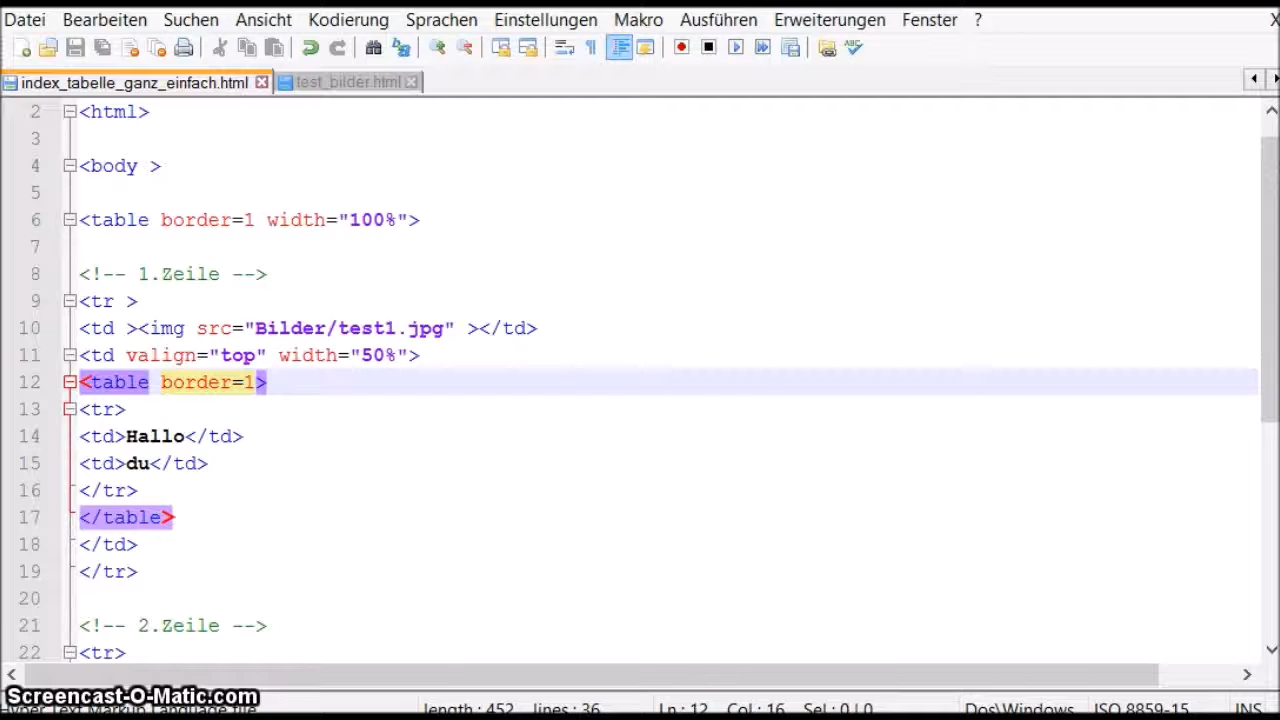 Datei Bearbeiten Suchen Ansicht Kodierung Sprachen Einstellungen Makro Ausführen Erweiterungen Fenster ? X
index_tabelle_ganz_einfach.html test_bilder.html
2 <html>
3
4 <body >
5
6 <table border=1 width="100%">
7
8 <!-- 1.Zeile -->
9 <tr >
10 <td ><img src="Bilder/test1.jpg" ></td>
11 <td valign="top" width="50%">
12 <table border=1>
13 <tr>
14 <td>Hallo</td>
15 <td>du</td>
16 </tr>
17 </table>
18 </td>
19 </tr>
20
21 <!-- 2.Zeile -->
22 <tr>
Screencast-O-Matic.com
Hyper Text Markup Language file length : 452 lines : 36 Ln : 12 Col : 16 Sel : 0 | 0 Dos\Windows ISO 8859-15 INS